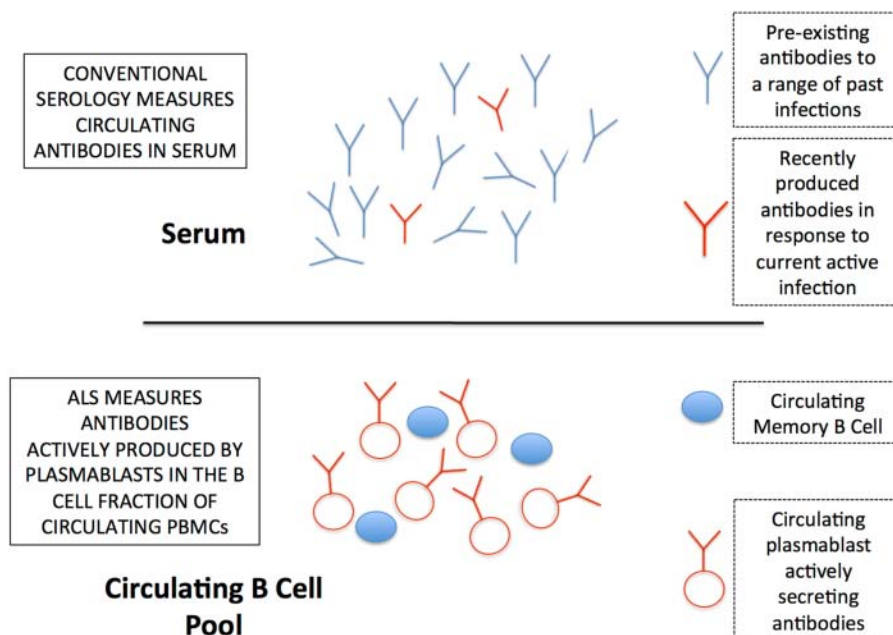 CONVENTIONAL
SEROLOGY MEASURES
CIRCULATING
ANTIBODIES IN SERUM
Serum
Pre-existing
antibodies to
a range of past
infections
Recently
produced
antibodies in
response to
current active
infection
ALS MEASURES
ANTIBODIES
ACTIVELY PRODUCED BY
PLASMABLASTS IN THE B
CELL FRACTION OF
CIRCULATING PBMCs
Circulating B Cell
Pool
Circulating
Memory B Cell
Circulating
plasmablast
actively
secreting
antibodies